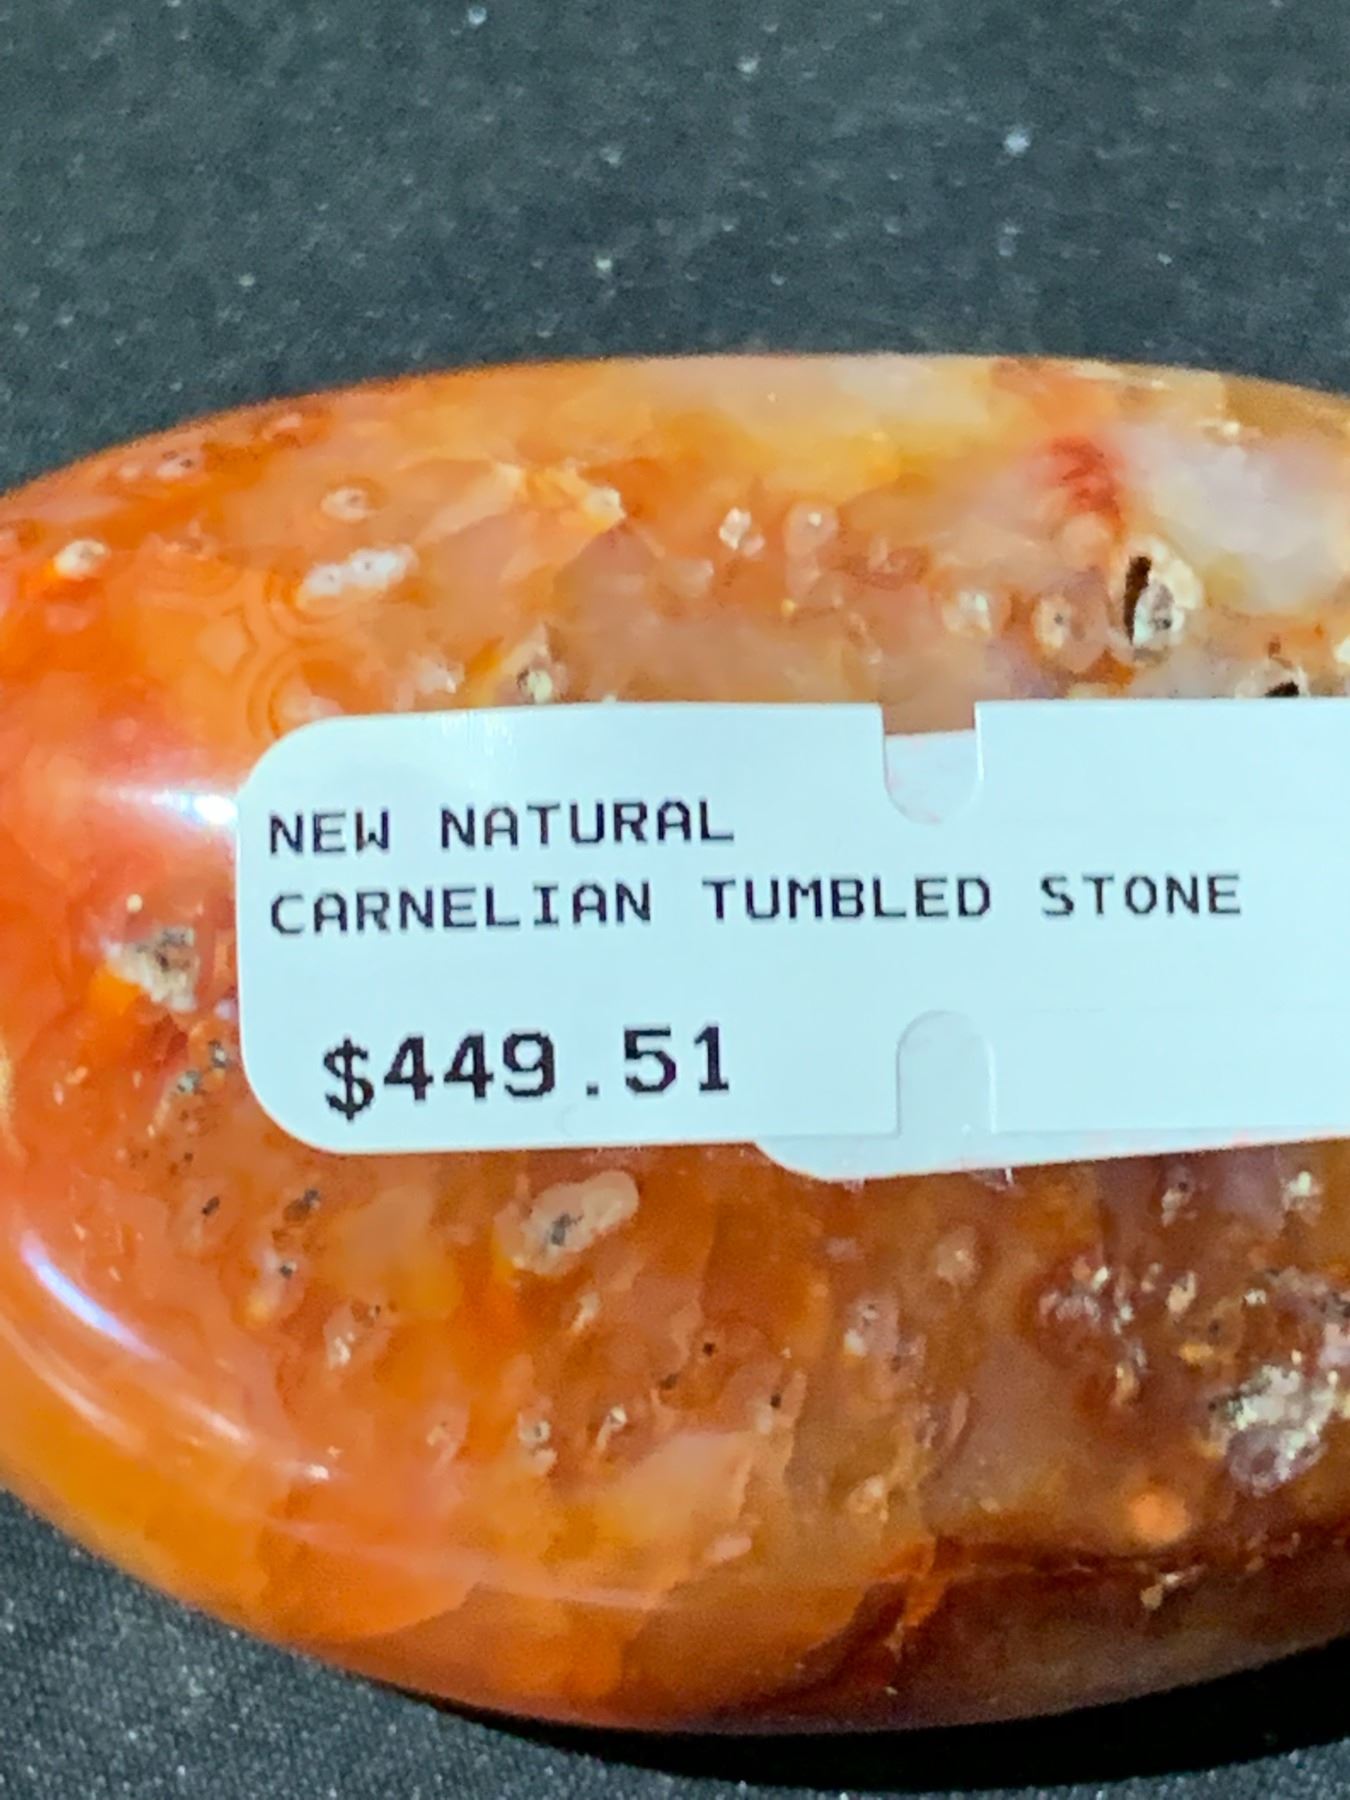 NEW NATURAL
CARNELIAN TUMBLED STONE
$449.51